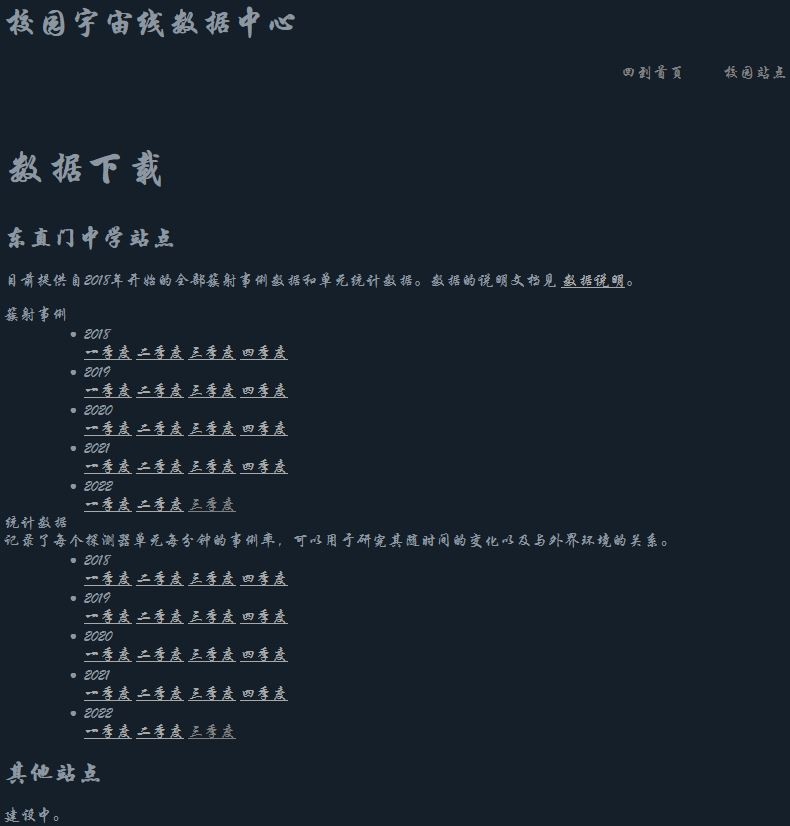 校园宇宙线数据中心
回到首页 校园站点
数据下载
东直门中学站点
目前提供自2018年开始的全部簇射事例数据和单元统计数据。数据的说明文档见 数据说明。
簇射事例
2018
一季度 二季度 三季度 四季度
2019
一季度 二季度 三季度 四季度
2020
一季度 二季度 三季度 四季度
2021
一季度 二季度 三季度 四季度
2022
一季度 二季度 三季度
统计数据
记录了每个探测器单元每分钟的事例率，可以用于研究其随时间的变化以及与外界环境的关系。
2018
一季度 二季度 三季度 四季度
2019
一季度 二季度 三季度 四季度
2020
一季度 二季度 三季度 四季度
2021
一季度 二季度 三季度 四季度
2022
一季度 二季度 三季度
其他站点
建设中。